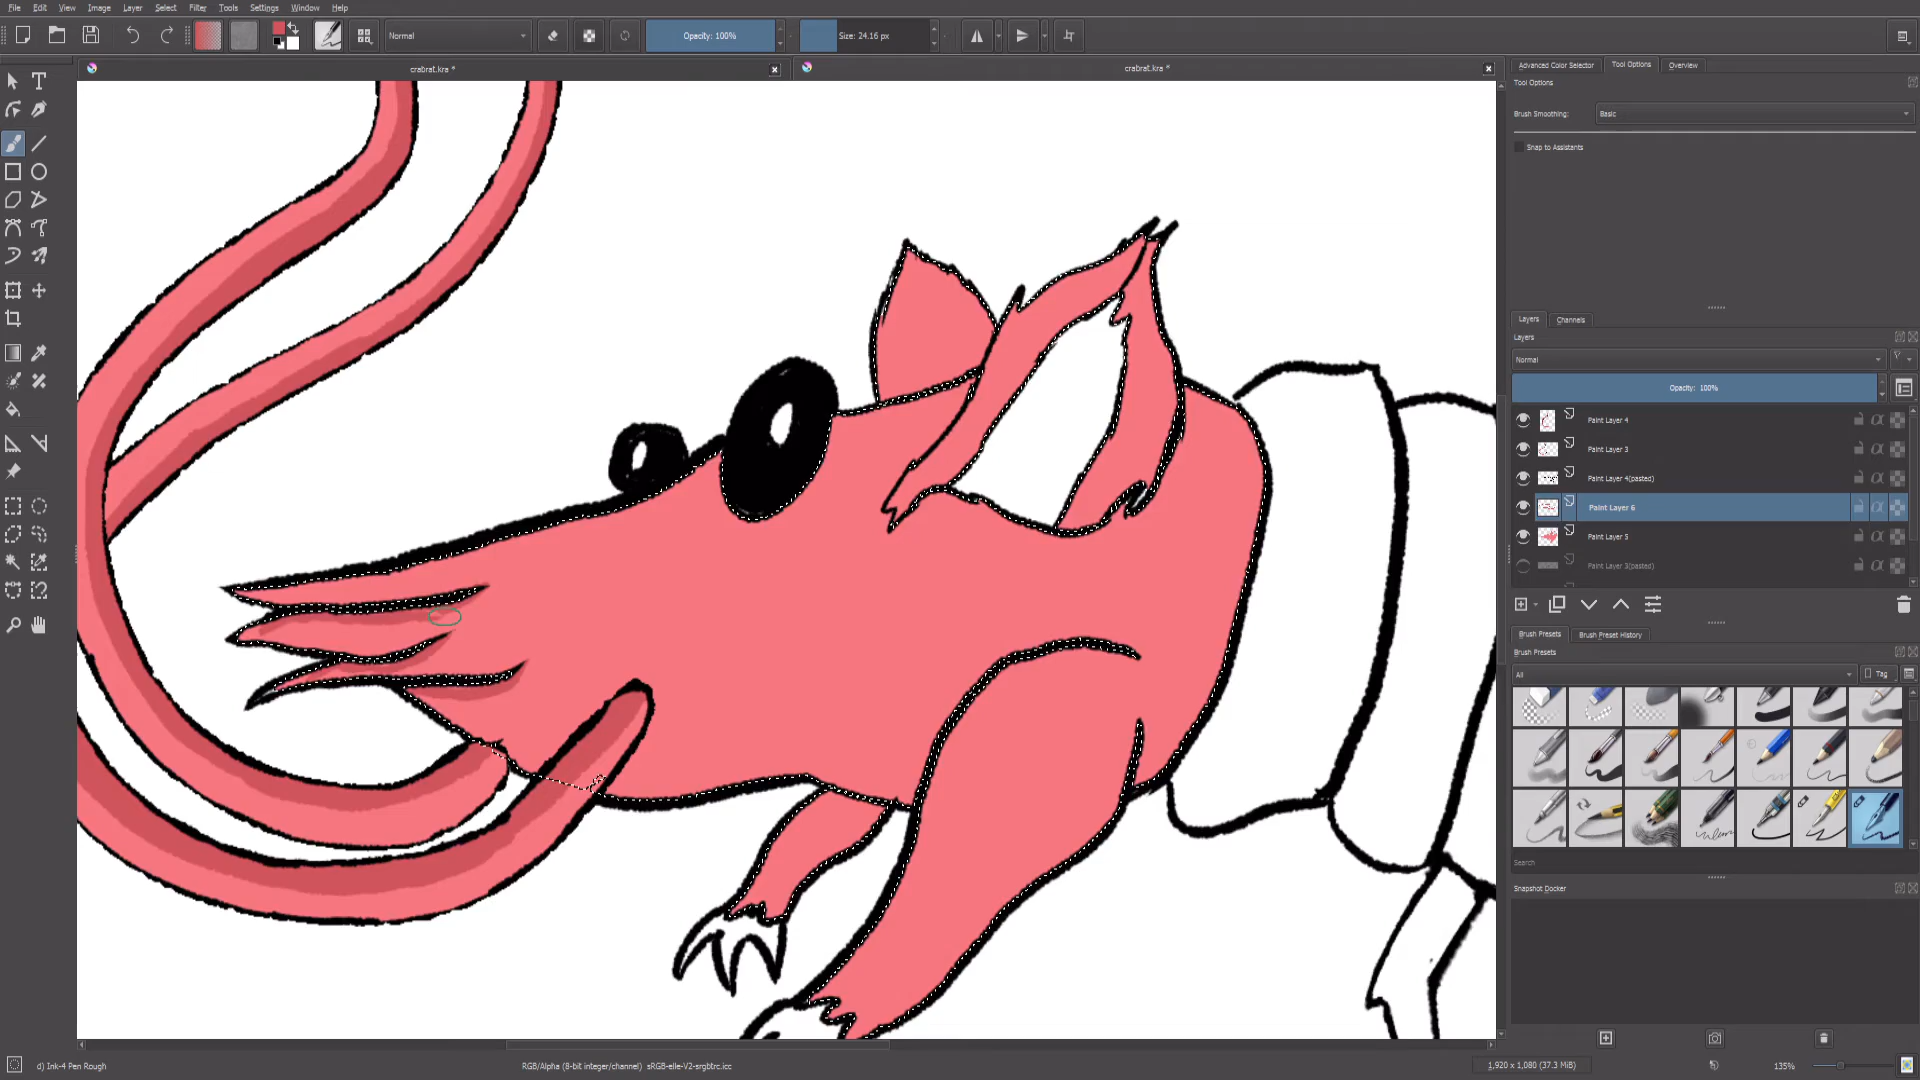 File Edit View Image Layer Filter Tools Settings Window Help
Normal
Opacity: 100%
Size: 24.16 px
crabrat.kra *
crabrat.kra *
Advanced Color Selector Tool Options Overview
Tool Options
Brush Smoothing: Basic
Snap to Assistants
Layers Channels
Layers
Normal
Opacity: 100%
Paint Layer 4
Paint Layer 3
Paint Layer 4(pasted)
Paint Layer 6
Paint Layer 5
Paint Layer 3(pasted)
Brush Presets Brush Preset History
Brush Presets
All Tag
Search
Snapshot Docker
d) Ink-4 Pen Rough
RGB/Alpha (8-bit integer/channel) sRGB-elle-V2-srgbtrc.icc
1,920 x 1,080 (37.3 MiB)
135%